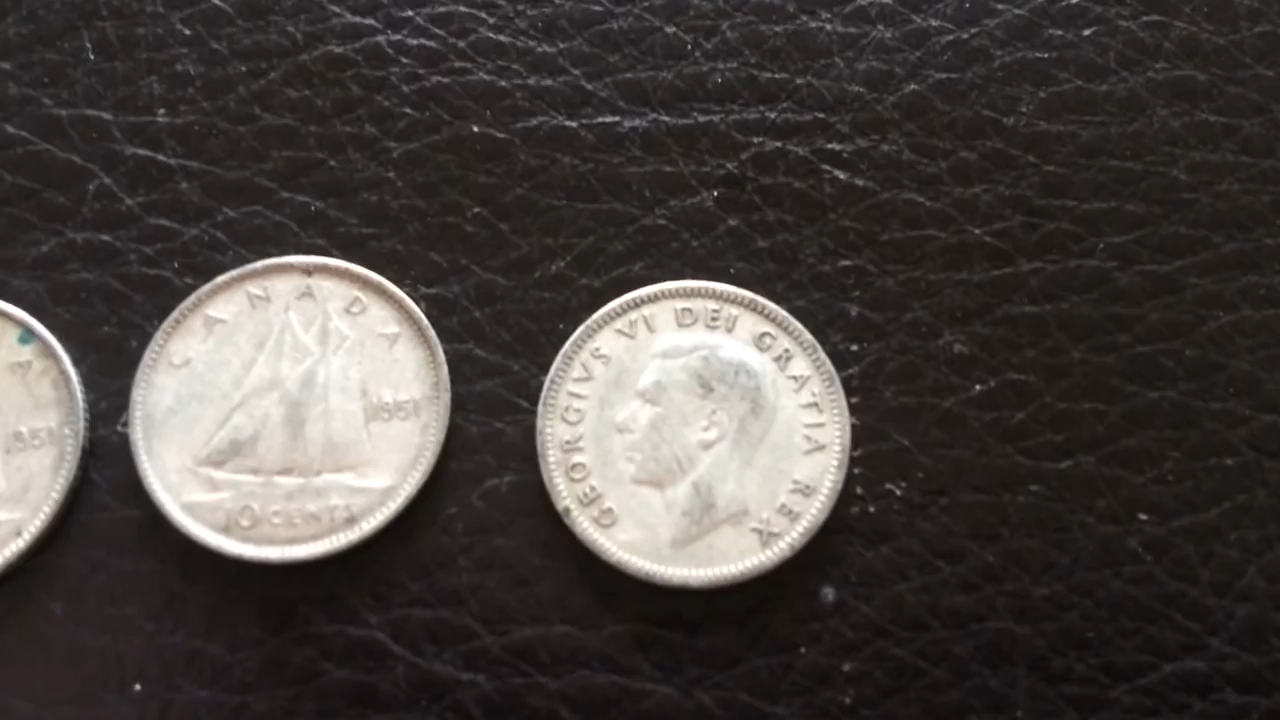 A
1951
CANADA
1951
10 CENTS
GEORGIVS VI DEI GRATIA REX